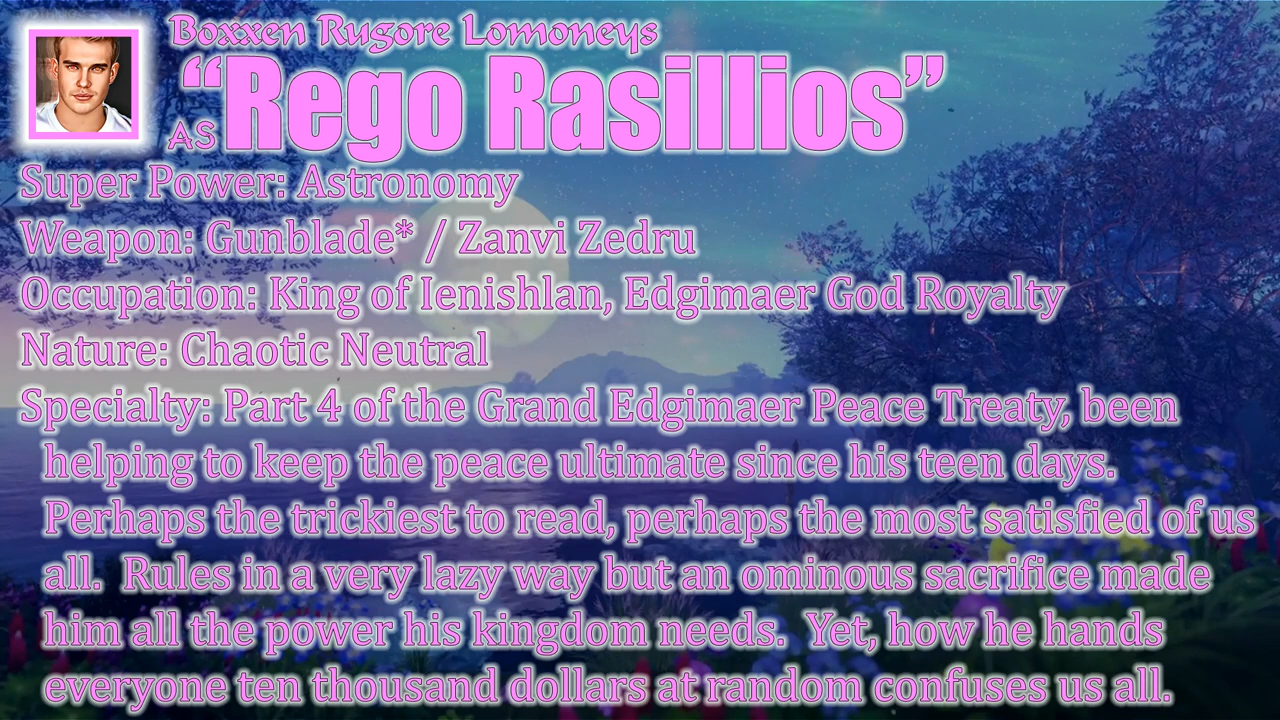 Boxxen Rugore Lomoneys
AS “Rego Rasillios”
Super Power: Astronomy
Weapon: Gunblade* / Zanvi Zedru
Occupation: King of Ienishlan, Edgimaer God Royalty
Nature: Chaotic Neutral
Specialty: Part 4 of the Grand Edgimaer Peace Treaty, been
helping to keep the peace ultimate since his teen days.
Perhaps the trickiest to read, perhaps the most satisfied of us
all.  Rules in a very lazy way but an ominous sacrifice made
him all the power his kingdom needs.  Yet, how he hands
everyone ten thousand dollars at random confuses us all.